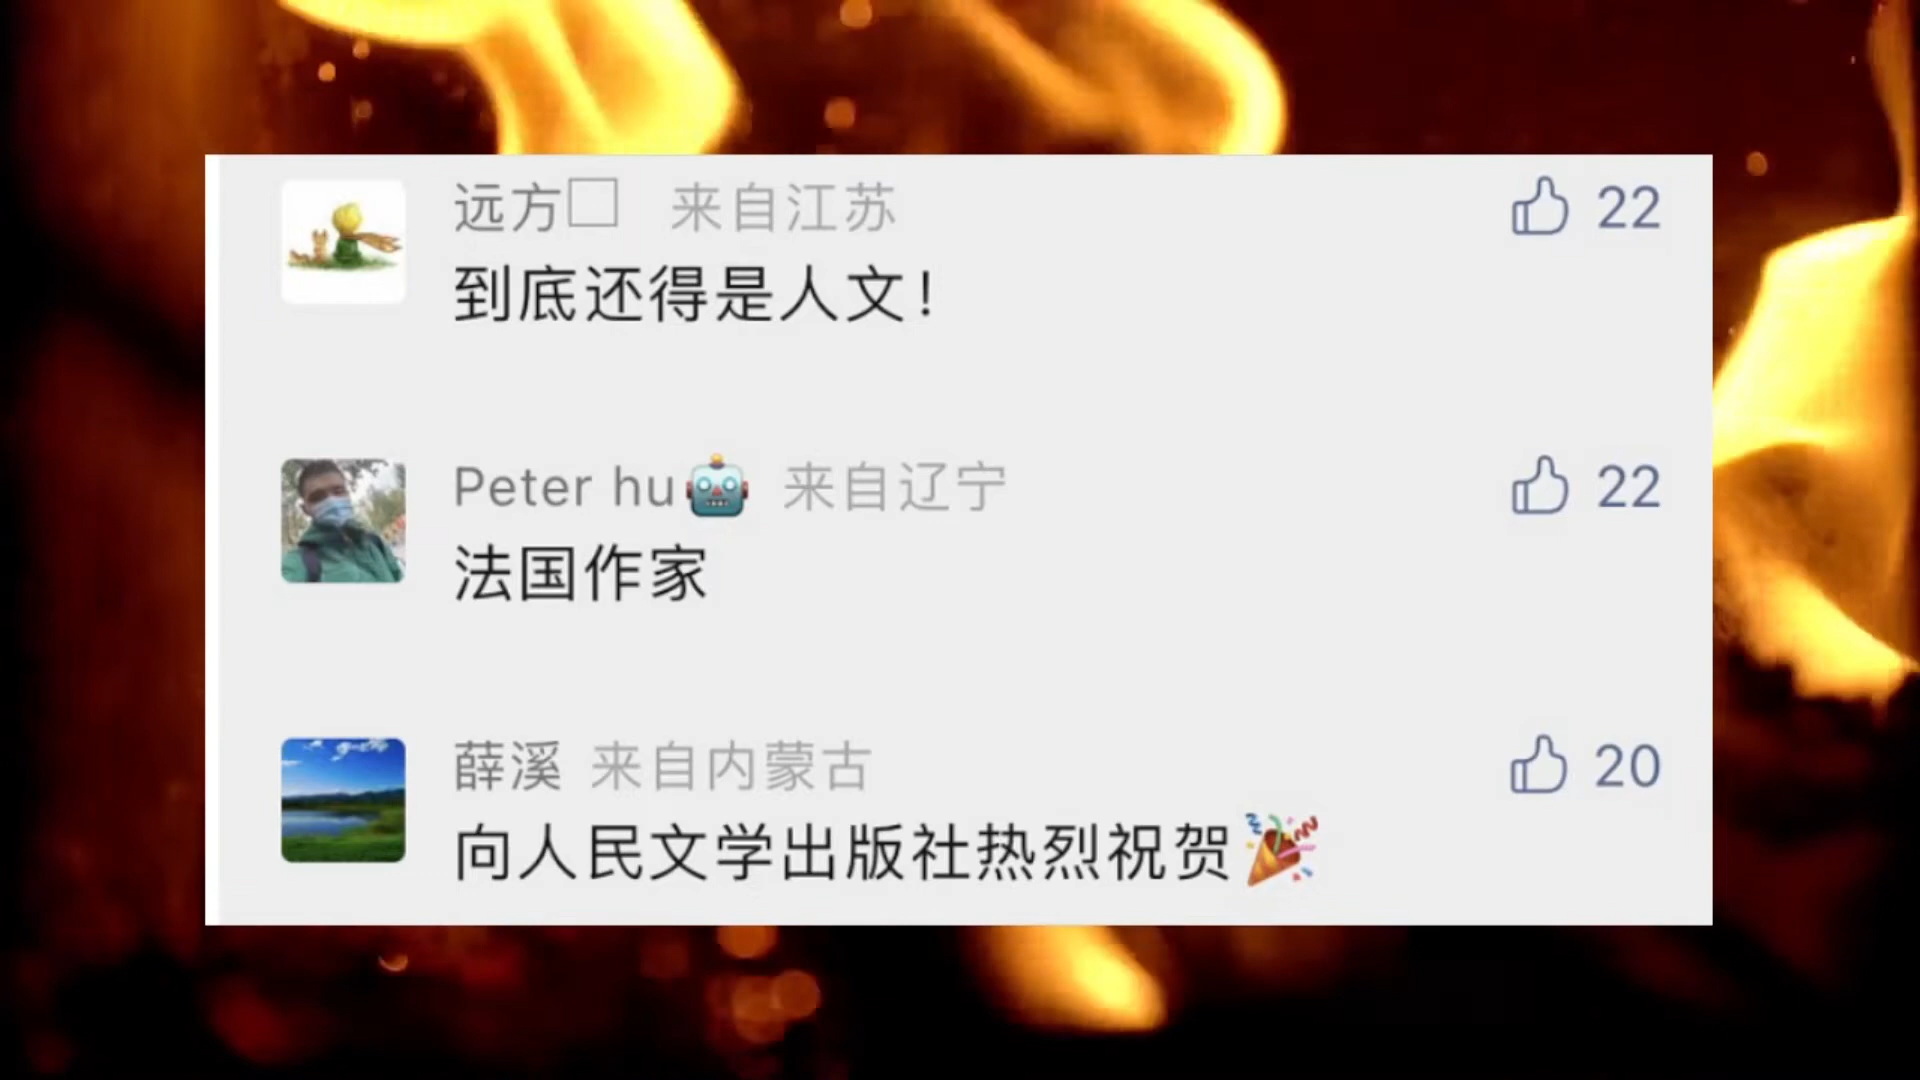 远方□ 来自江苏 22
到底还得是人文！
Peter hu🤖 来自辽宁 22
法国作家
薛溪 来自内蒙古 20
向人民文学出版社热烈祝贺🎉